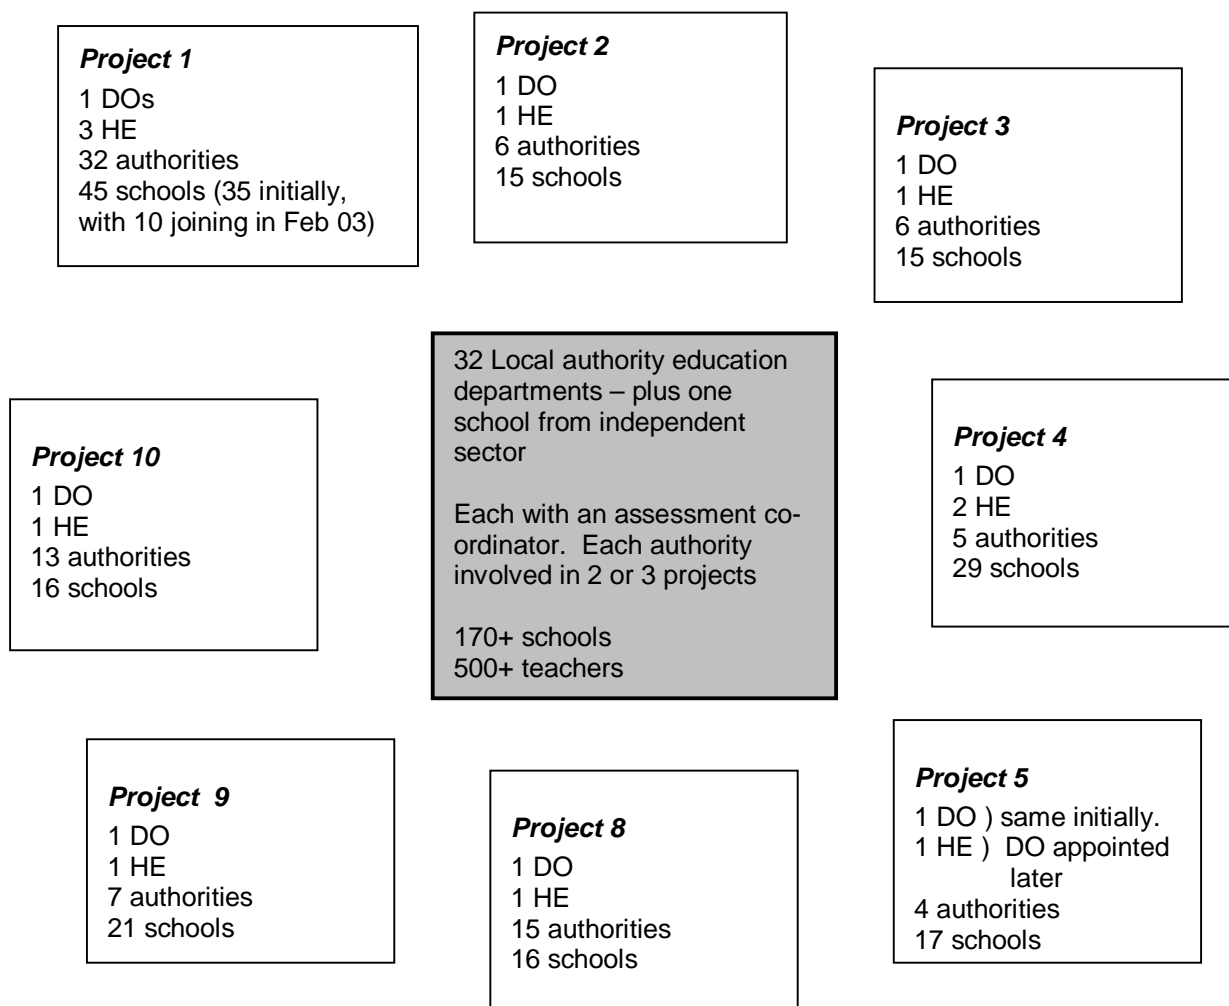 Project 1
1 DOs
3 HE
32 authorities
45 schools (35 initially,
with 10 joining in Feb 03)
Project 2
1 DO
1 HE
6 authorities
15 schools
Project 3
1 DO
1 HE
6 authorities
15 schools
32 Local authority education
departments – plus one
school from independent
sector
Each with an assessment co-
ordinator.  Each authority
involved in 2 or 3 projects
170+ schools
500+ teachers
Project 10
1 DO
1 HE
13 authorities
16 schools
Project 4
1 DO
2 HE
5 authorities
29 schools
Project  9
1 DO
1 HE
7 authorities
21 schools
Project 8
1 DO
1 HE
15 authorities
16 schools
Project 5
1 DO ) same initially.
1 HE )  DO appointed
later
4 authorities
17 schools